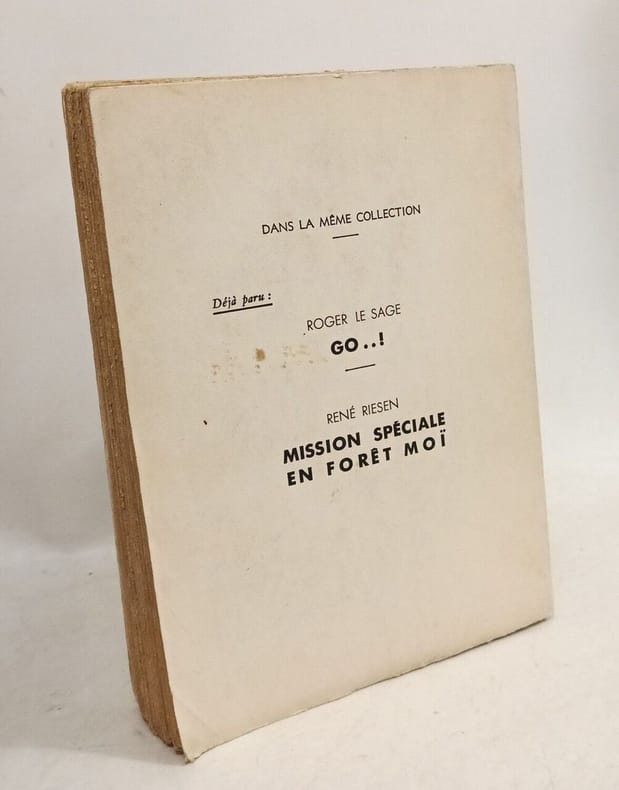 DANS LA MÊME COLLECTION
Déjà paru :
ROGER LE SAGE
GO..!
RENÉ RIESEN
MISSION SPÉCIALE
EN FORÊT MOÏ